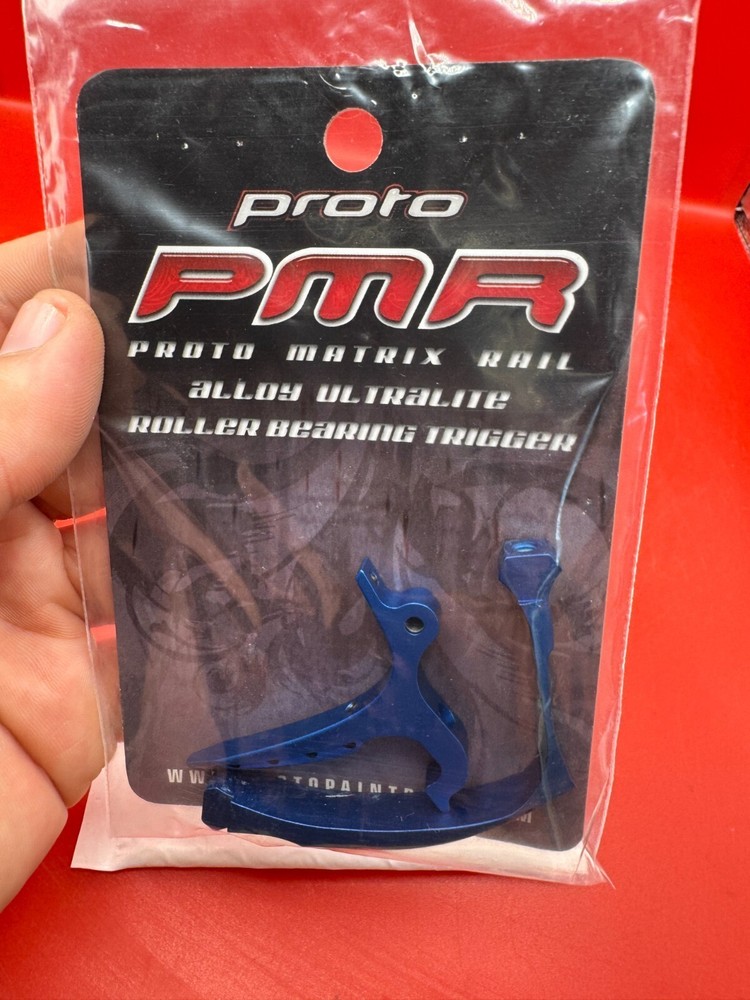 proto
PMR
PROTO MATRIX RAIL
ALLOY ULTRALITE
ROLLER BEARING TRIGGER